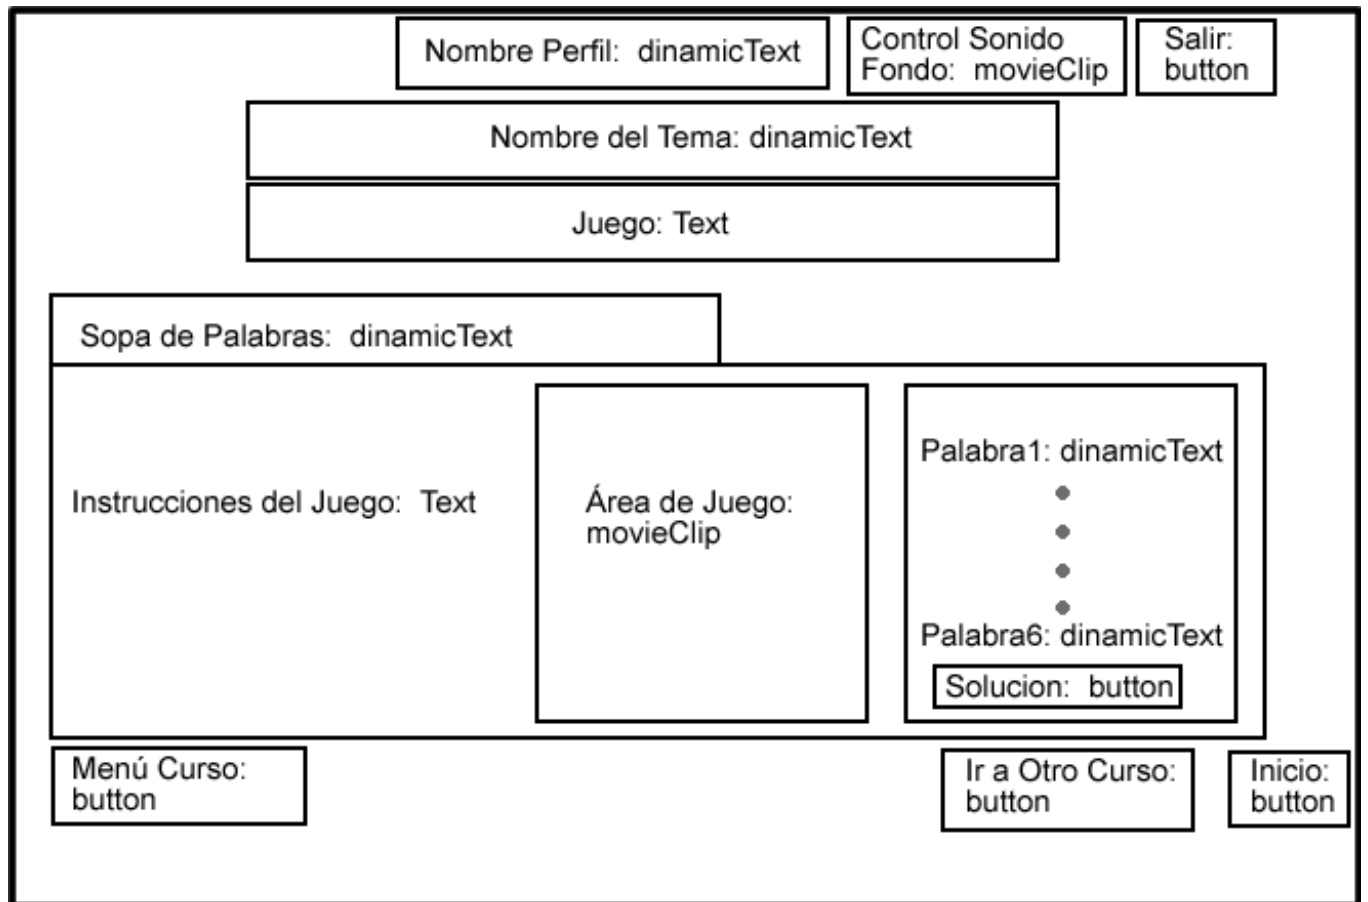 Nombre Perfil: dinamicText
Control Sonido
Fondo: movieClip
Salir:
button
Nombre del Tema: dinamicText
Juego: Text
Sopa de Palabras: dinamicText
Instrucciones del Juego: Text
Área de Juego:
movieClip
Palabra1: dinamicText
Palabra6: dinamicText
Solucion: button
Menú Curso:
button
Ir a Otro Curso:
button
Inicio:
button